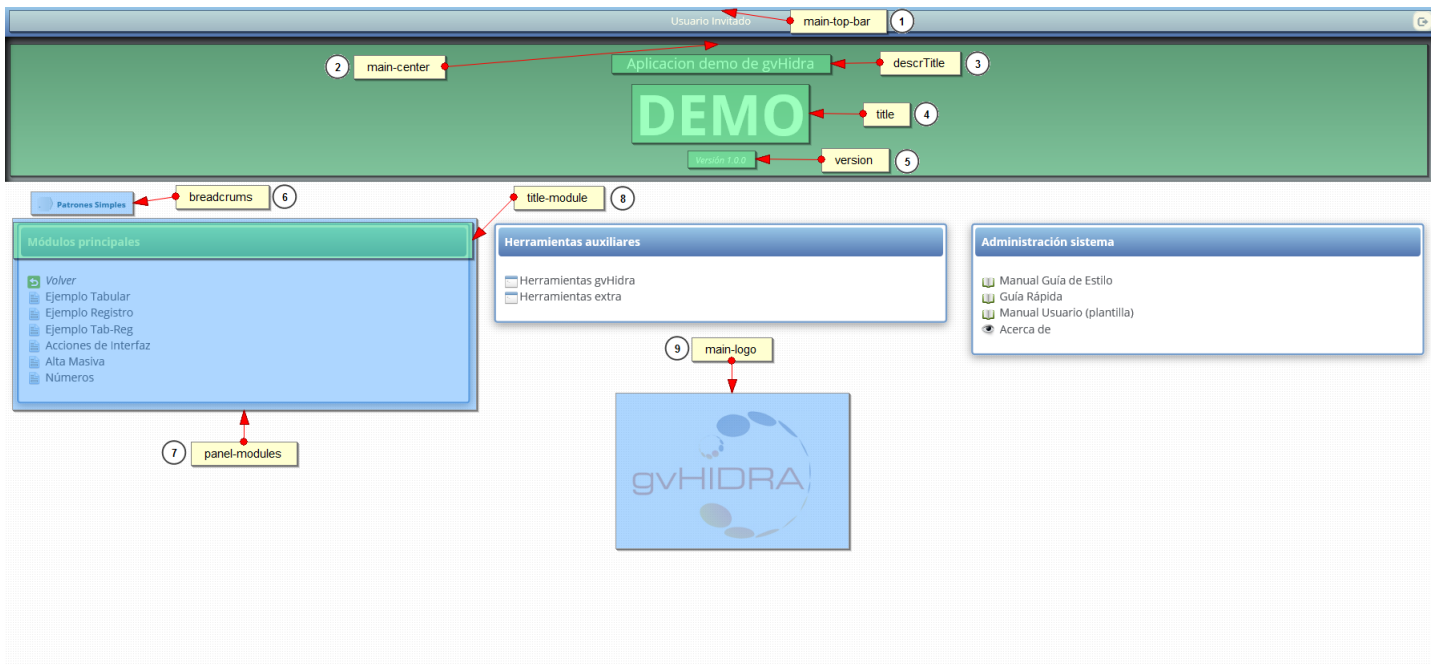 Usuario Invitado main-top-bar 1
2 main-center Aplicacion demo de gvHidra descrTitle 3
DEMO title 4
Versión 1.0.0 version 5
Patrones Simples breadcrums 6 title-module 8
Módulos principales
Volver
Ejemplo Tabular
Ejemplo Registro
Ejemplo Tab-Reg
Acciones de Interfaz
Alta Masiva
Números
7 panel-modules
Herramientas auxiliares
Herramientas gvHidra
Herramientas extra
9 main-logo
gvHIDRA
Administración sistema
Manual Guía de Estilo
Guía Rápida
Manual Usuario (plantilla)
Acerca de